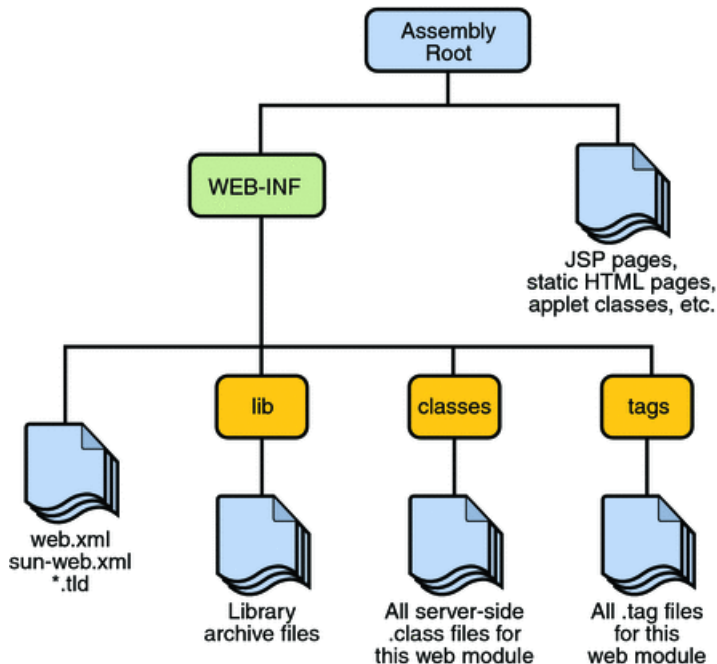 Assembly
Root
WEB-INF
JSP pages,
static HTML pages,
applet classes, etc.
lib
classes
tags
web.xml
sun-web.xml
*.tld
Library
archive files
All server-side
.class files for
this web module
All .tag files
for this
web module